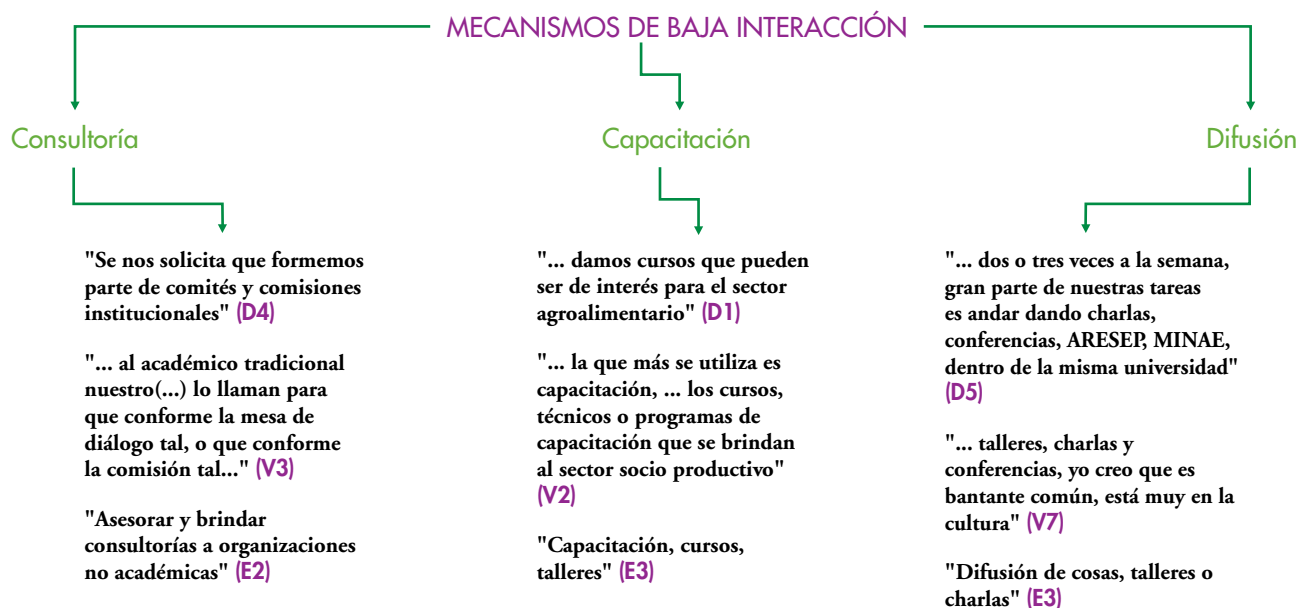 MECANISMOS DE BAJA INTERACCIÓN
Consultoría
"Se nos solicita que formemos
parte de comités y comisiones
institucionales" (D4)
"... al académico tradicional
nuestro(...) lo llaman para
que conforme la mesa de
diálogo tal, o que conforme
la comisión tal..." (V3)
"Asesorar y brindar
consultorías a organizaciones
no académicas" (E2)
Capacitación
"... damos cursos que pueden
ser de interés para el sector
agroalimentario" (D1)
"... la que más se utiliza es
capacitación, ... los cursos,
técnicos o programas de
capacitación que se brindan
al sector socio productivo"
(V2)
"Capacitación, cursos,
talleres" (E3)
Difusión
"... dos o tres veces a la semana,
gran parte de nuestras tareas
es andar dando charlas,
conferencias, ARESEP, MINAE,
dentro de la misma universidad"
(D5)
"... talleres, charlas y
conferencias, yo creo que es
bantante común, está muy en la
cultura" (V7)
"Difusión de cosas, talleres o
charlas" (E3)